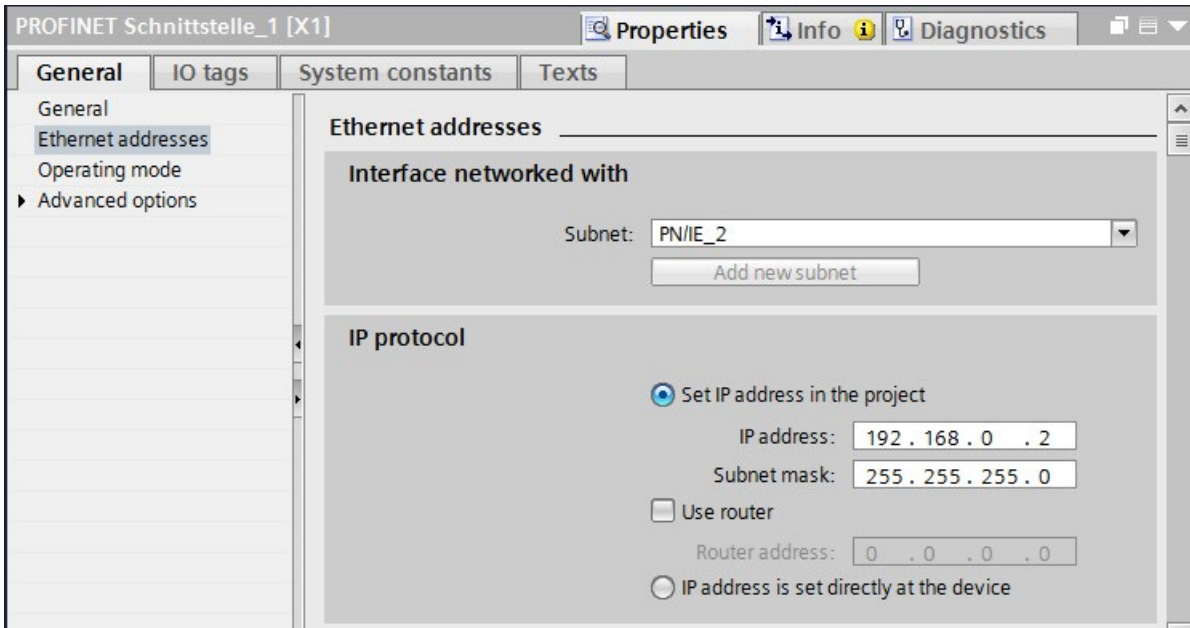 PROFINET Schnittstelle_1 [X1]
Properties
Info
Diagnostics
General
IO tags
System constants
Texts
General
Ethernet addresses
Operating mode
Advanced options
Ethernet addresses
Interface networked with
Subnet: PN/IE_2
Add new subnet
IP protocol
Set IP address in the project
IP address: 192 . 168 . 0 . 2
Subnet mask: 255 . 255 . 255 . 0
Use router
Router address: 0 . 0 . 0 . 0
IP address is set directly at the device